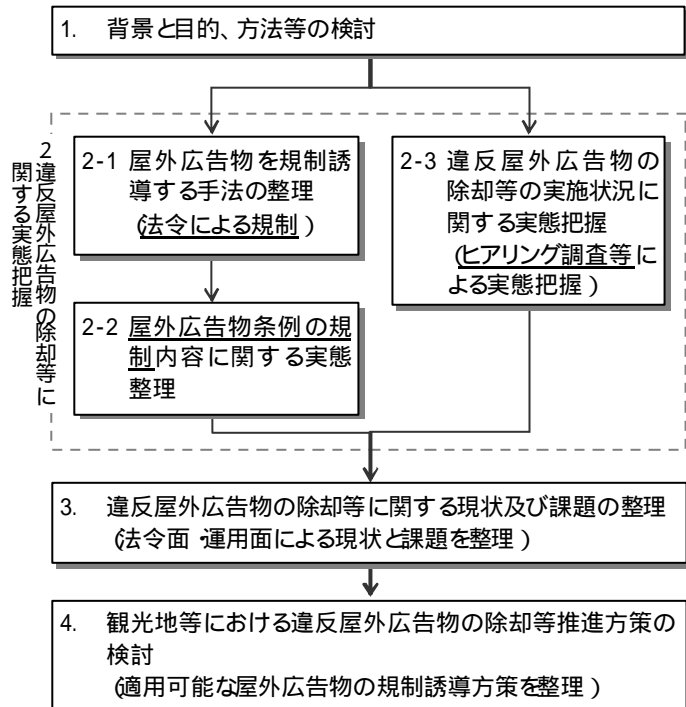 1. 背景と目的、方法等の検討
2 違反屋外広告物の除却等に
関する実態把握
2-1 屋外広告物を規制誘
導する手法の整理
(法令による規制)
2-2 屋外広告物条例の規
制内容に関する実態
整理
2-3 違反屋外広告物の
除却等の実施状況に
関する実態把握
(ヒアリング調査等に
よる実態把握)
3. 違反屋外広告物の除却等に関する現状及び課題の整理
(法令面・運用面による現状と課題を整理)
4. 観光地等における違反屋外広告物の除却等推進方策の
検討
(適用可能な屋外広告物の規制誘導方策を整理)